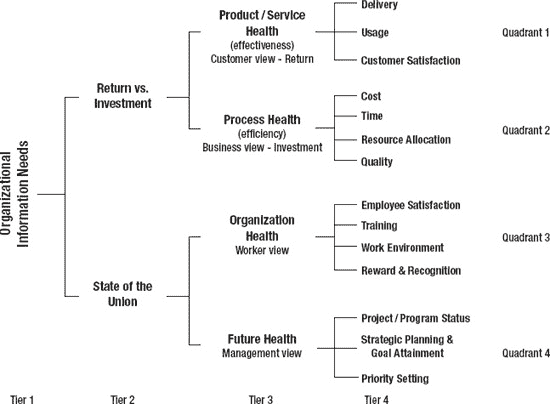 Organizational
Information Needs
Return vs.
Investment
State of the
Union
Product / Service
Health
(effectiveness)
Customer view - Return
Process Health
(efficiency)
Business view - Investment
Organization
Health
Worker view
Future Health
Management view
Delivery
Usage
Customer Satisfaction
Quadrant 1
Cost
Time
Resource Allocation
Quality
Quadrant 2
Employee Satisfaction
Training
Work Environment
Reward & Recognition
Quadrant 3
Project / Program Status
Strategic Planning &
Goal Attainment
Priority Setting
Quadrant 4
Tier 1
Tier 2
Tier 3
Tier 4